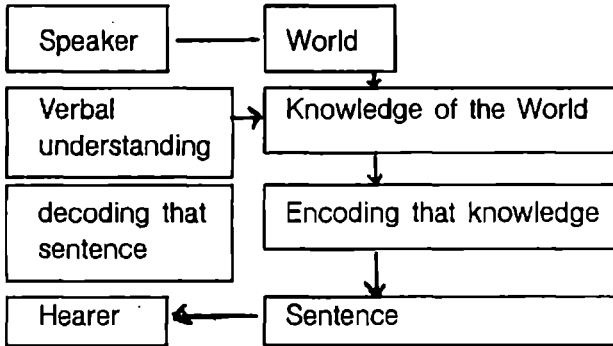 Speaker
World
Verbal
understanding
Knowledge of the World
decoding that
sentence
Encoding that knowledge
Hearer
Sentence